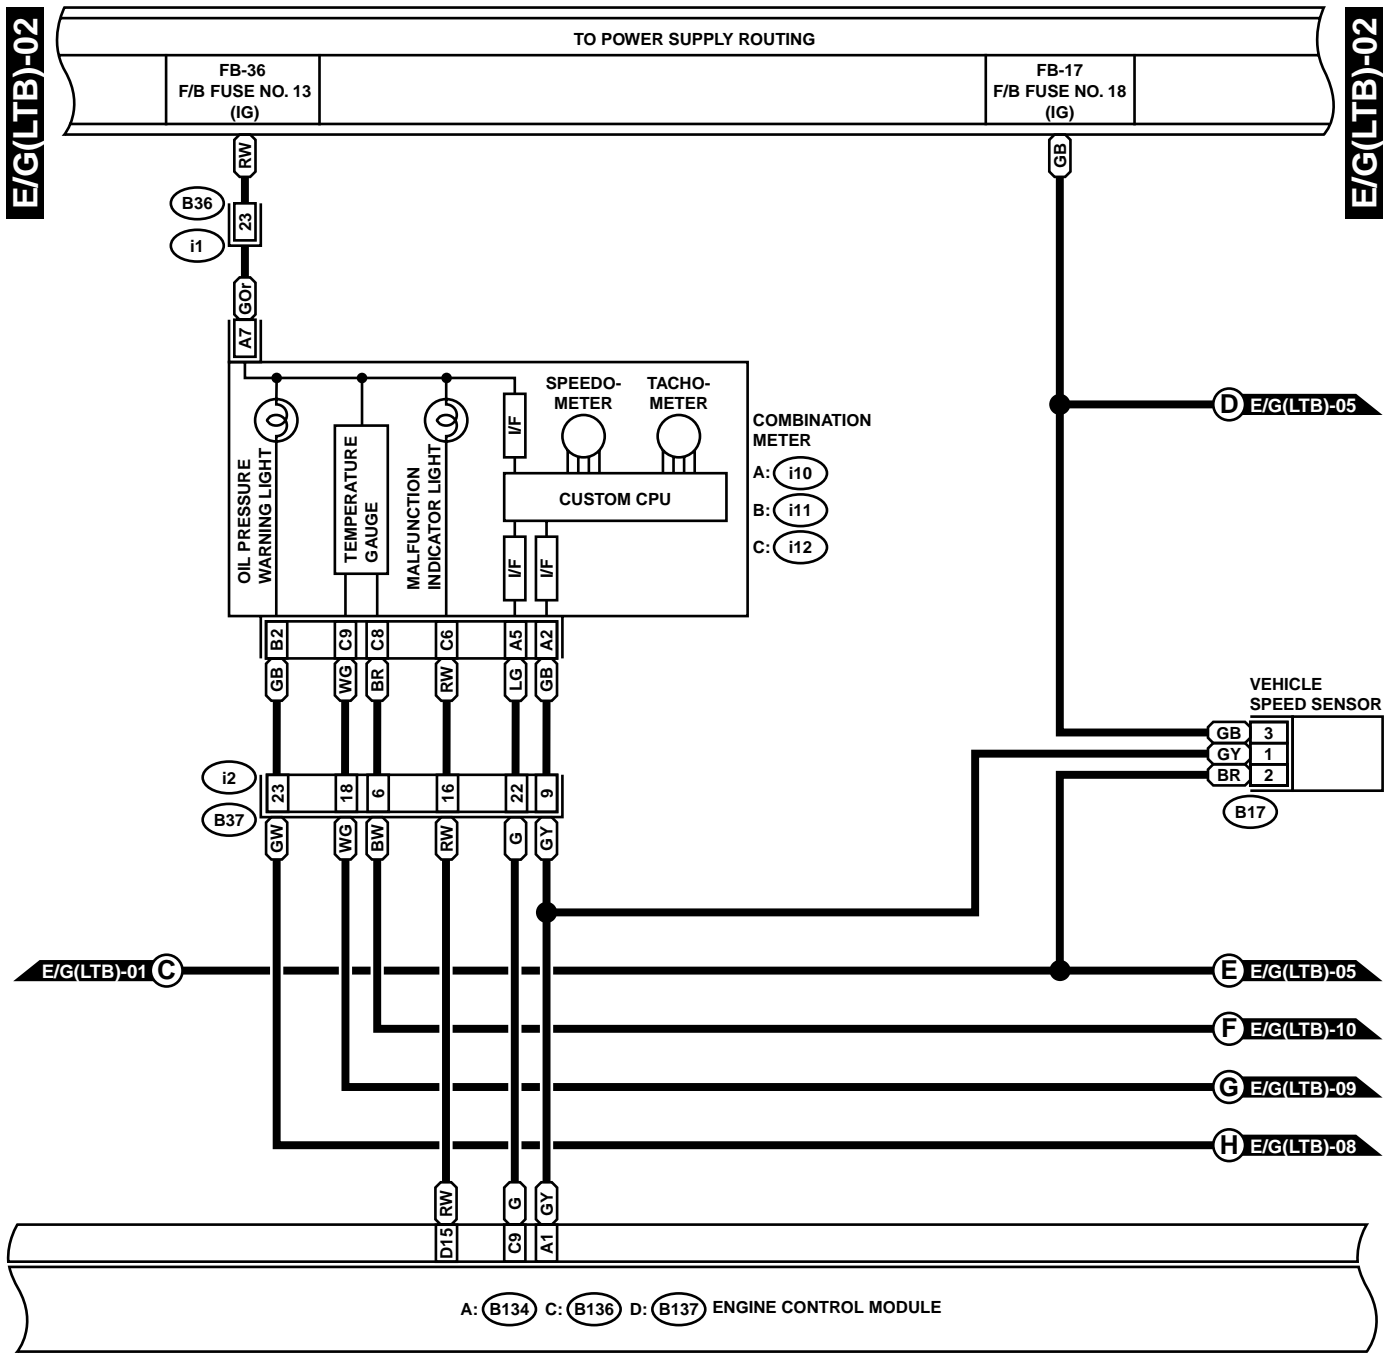 E/G(LTB)-02
E/G(LTB)-02
TO POWER SUPPLY ROUTING
FB-36
F/B FUSE NO. 13
(IG)
FB-17
F/B FUSE NO. 18
(IG)
RW
GB
B36
23
i1
GOr
A7
SPEEDO-
METER
TACHO-
METER
D E/G(LTB)-05
I/F
COMBINATION
METER
OIL PRESSURE
WARNING LIGHT
TEMPERATURE
GAUGE
MALFUNCTION
INDICATOR LIGHT
CUSTOM CPU
A: i10
B: i11
C: i12
I/F
I/F
B2 C9 C8 C6 A5 A2
GB WG BR RW LG GB
VEHICLE
SPEED SENSOR
GB 3
GY 1
BR 2
B17
i2
23 18 6 16 22 9
B37
GW WG BW RW G GY
E/G(LTB)-01 C
E E/G(LTB)-05
F E/G(LTB)-10
G E/G(LTB)-09
H E/G(LTB)-08
RW G GY
D15 C9 A1
A: B134 C: B136 D: B137 ENGINE CONTROL MODULE